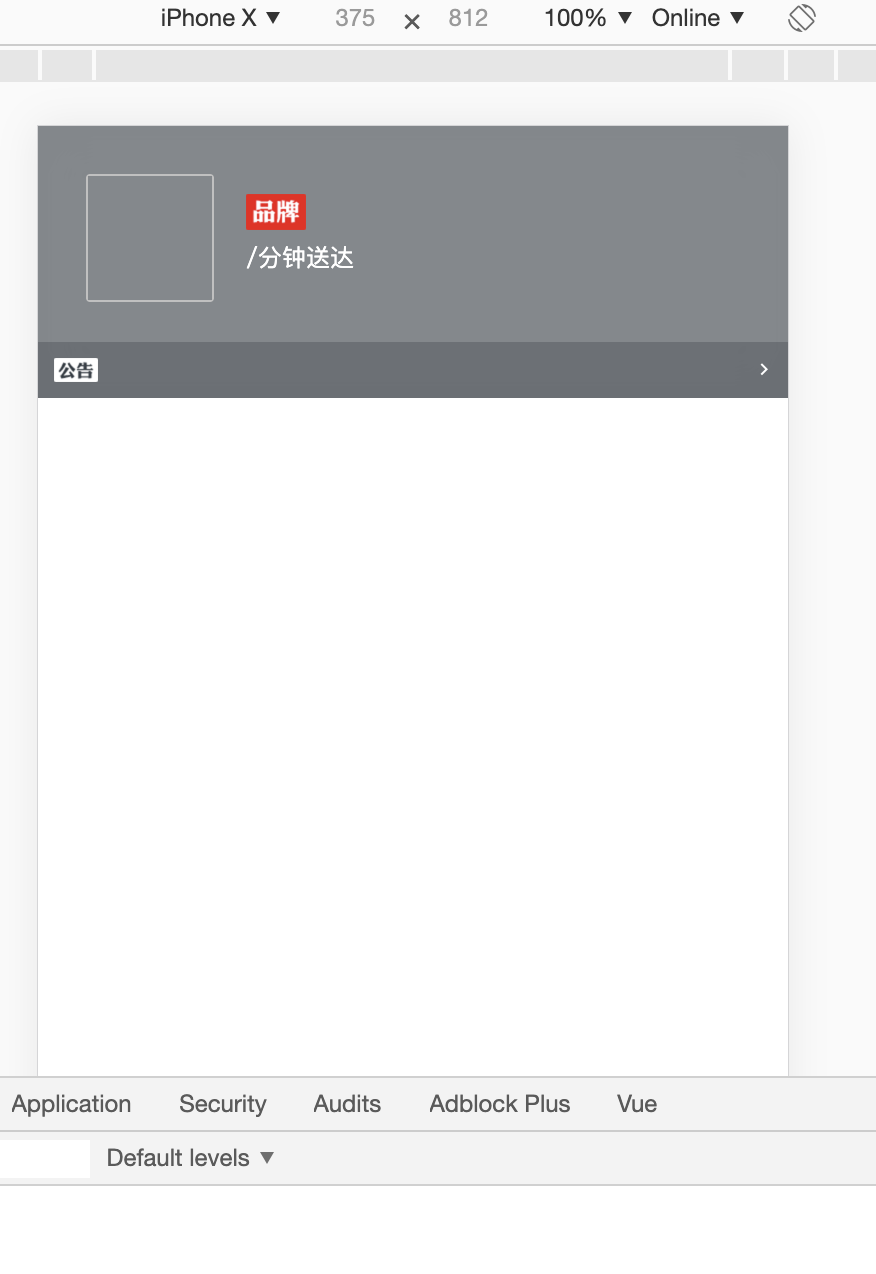 iPhone X ▼ 375 × 812 100% ▼ Online ▼
品牌
/分钟送达
公告
Application Security Audits Adblock Plus Vue
Default levels ▼